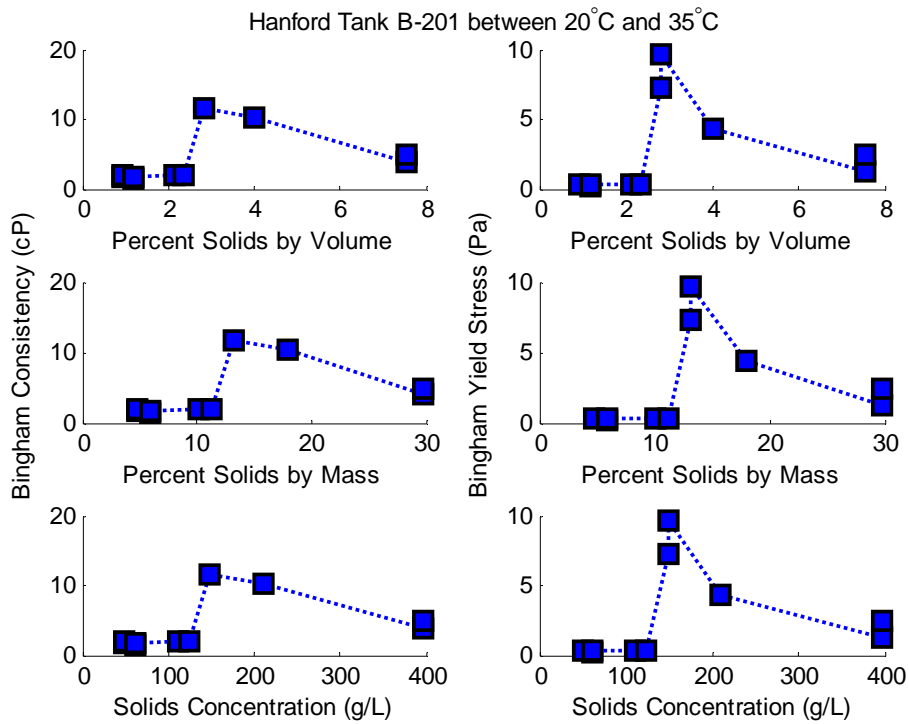 Hanford Tank B-201 between 20°C and 35°C
20
10
0
0 2 4 6 8
Percent Solids by Volume
10
5
0
0 2 4 6 8
Percent Solids by Volume
Bingham Consistency (cP)
20
10
0
0 10 20 30
Percent Solids by Mass
Bingham Yield Stress (Pa)
10
5
0
0 10 20 30
Percent Solids by Mass
20
10
0
0 100 200 300 400
Solids Concentration (g/L)
10
5
0
0 100 200 300 400
Solids Concentration (g/L)